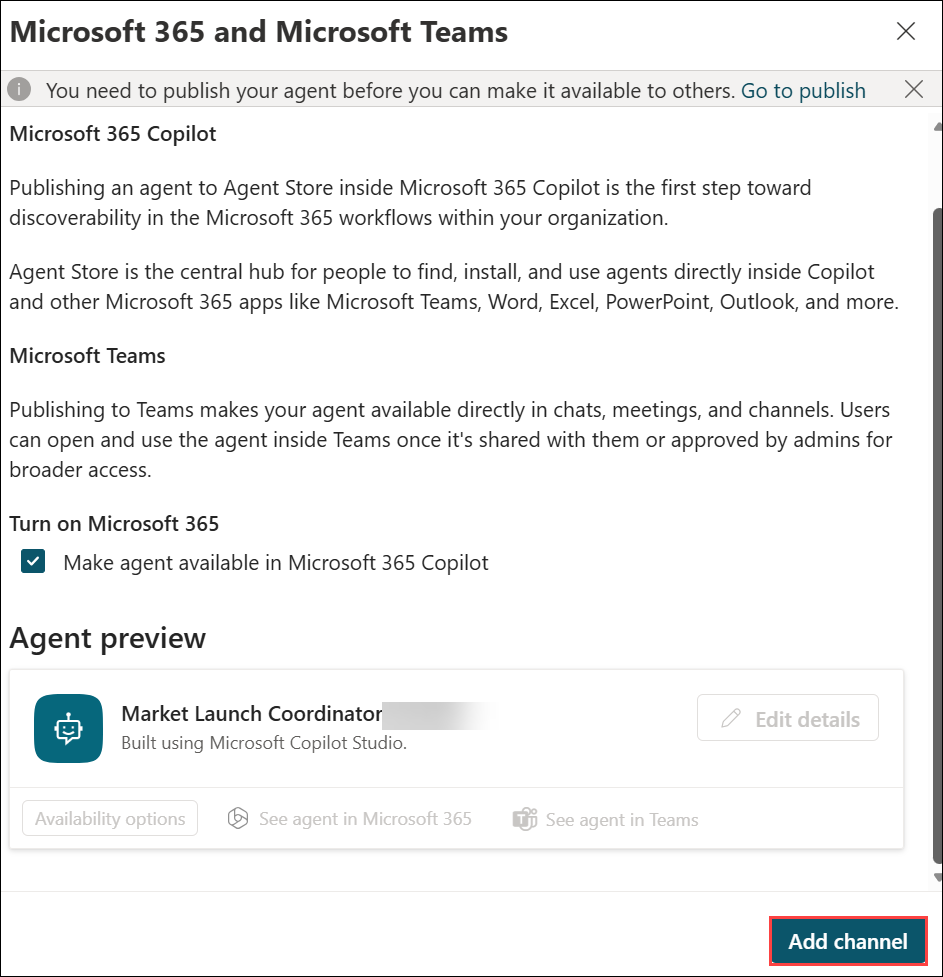 Microsoft 365 and Microsoft Teams
You need to publish your agent before you can make it available to others. Go to publish
Microsoft 365 Copilot
Publishing an agent to Agent Store inside Microsoft 365 Copilot is the first step toward
discoverability in the Microsoft 365 workflows within your organization.
Agent Store is the central hub for people to find, install, and use agents directly inside Copilot
and other Microsoft 365 apps like Microsoft Teams, Word, Excel, PowerPoint, Outlook, and more.
Microsoft Teams
Publishing to Teams makes your agent available directly in chats, meetings, and channels. Users
can open and use the agent inside Teams once it's shared with them or approved by admins for
broader access.
Turn on Microsoft 365
Make agent available in Microsoft 365 Copilot
Agent preview
Market Launch Coordinator
Edit details
Built using Microsoft Copilot Studio.
Availability options
See agent in Microsoft 365
See agent in Teams
Add channel